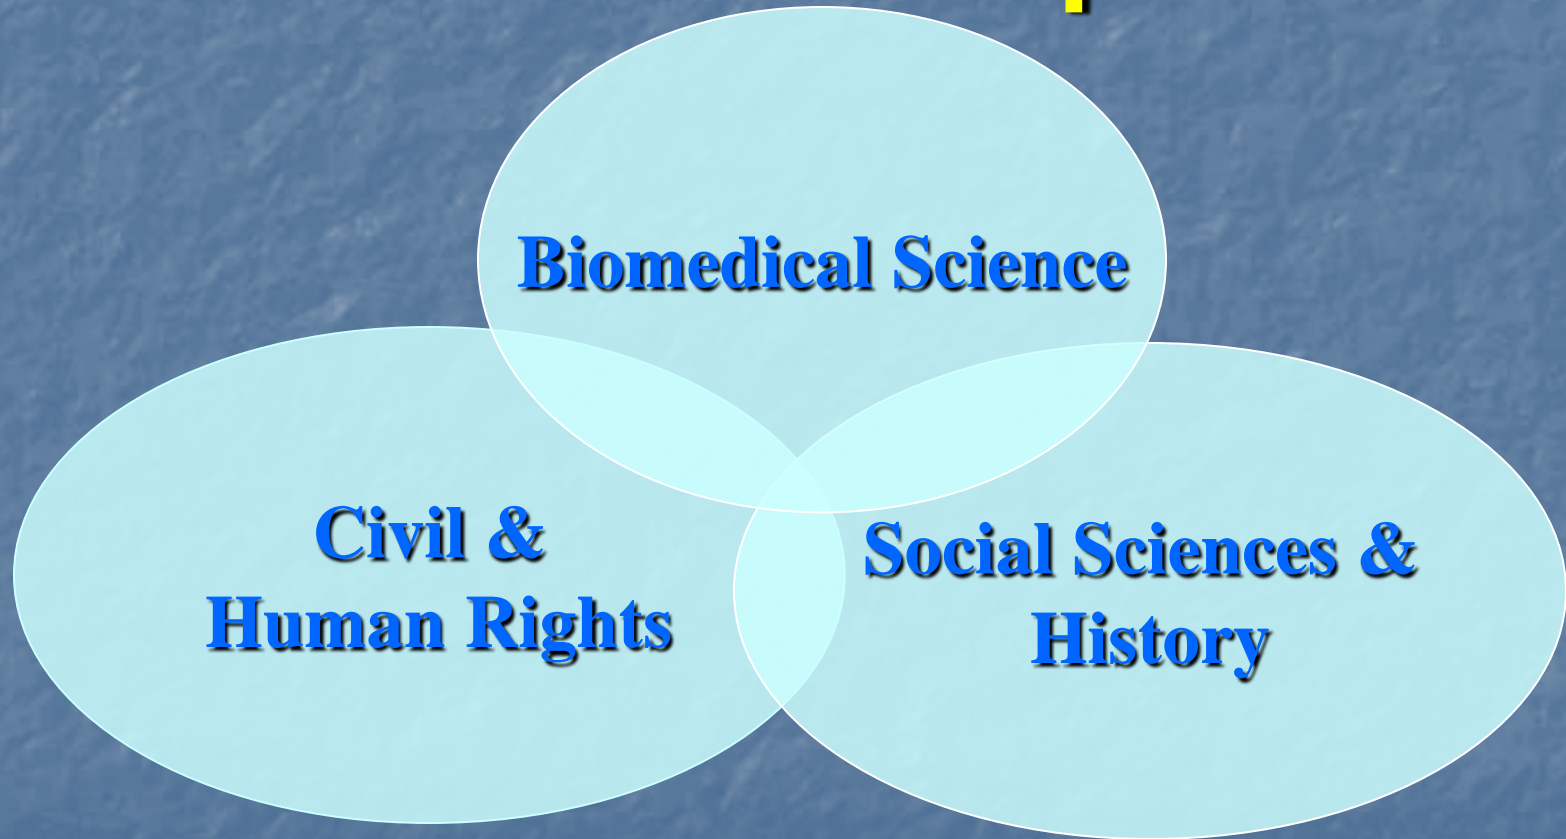 Biomedical Science
Civil &
Human Rights
Social Sciences &
History